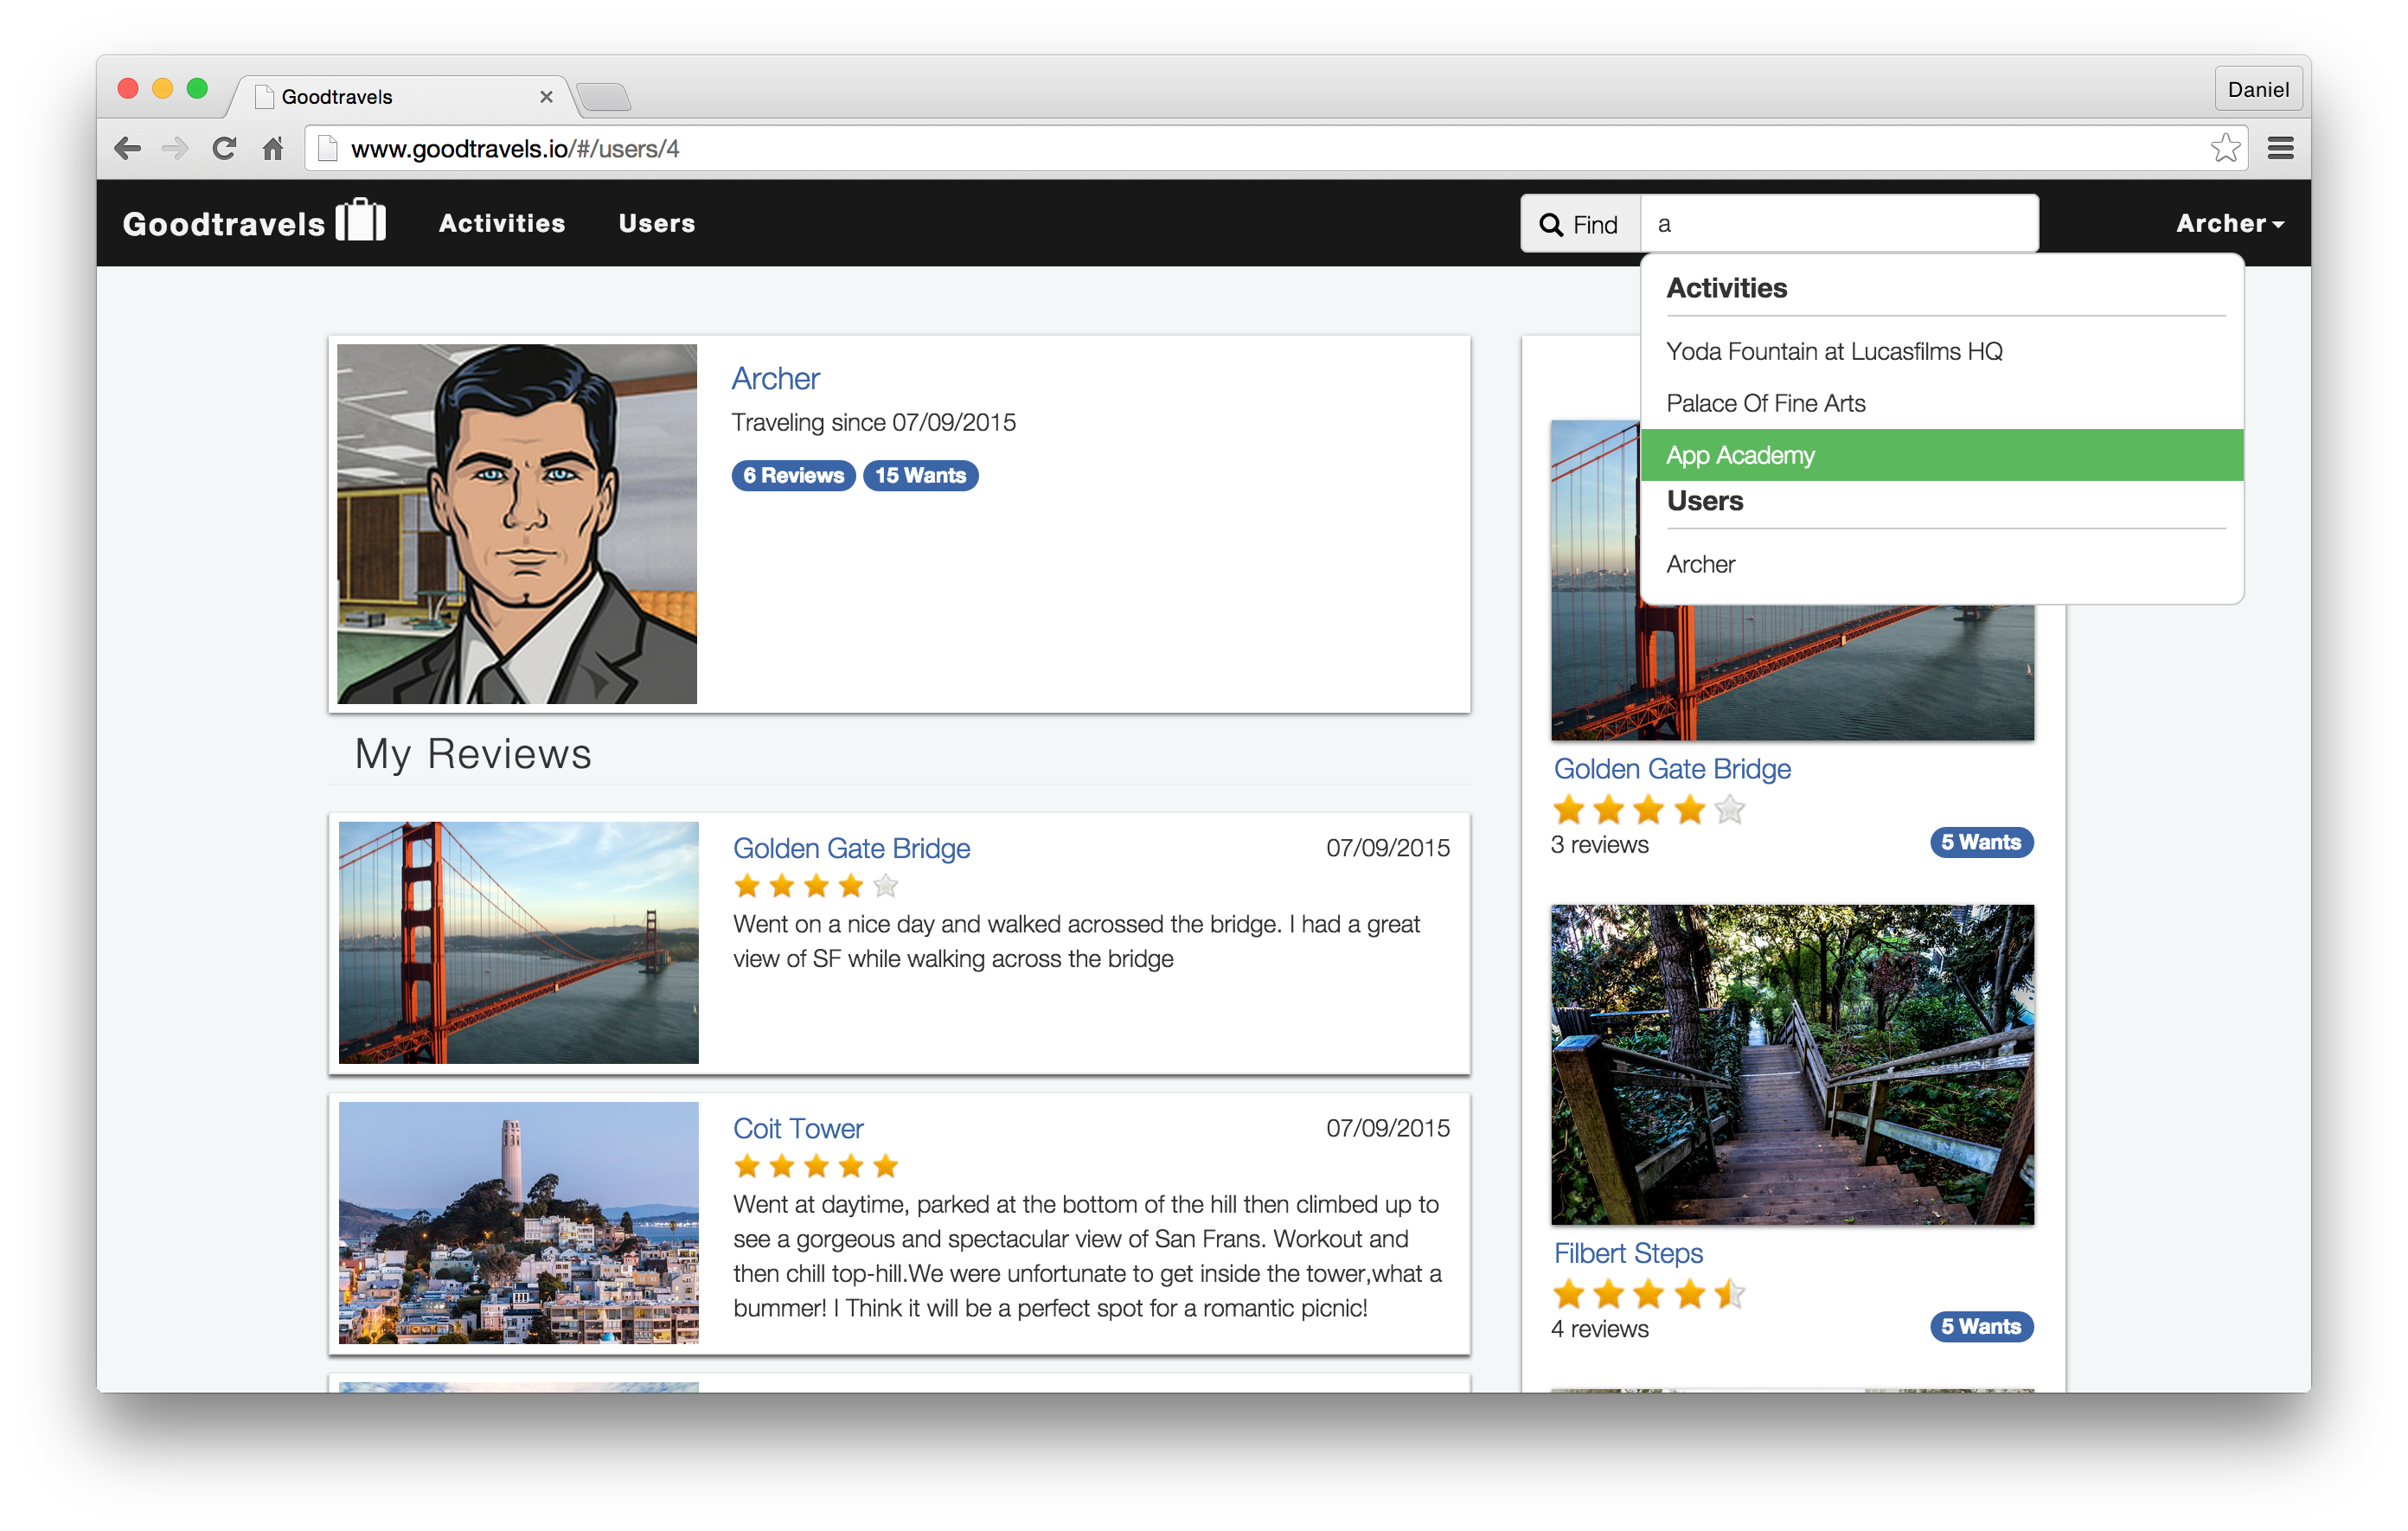 Goodtravels
Daniel
www.goodtravels.io/#/users/4
Goodtravels
Activities
Users
Find
a
Archer
Activities
Yoda Fountain at Lucasfilms HQ
Palace Of Fine Arts
App Academy
Users
Archer
Archer
Traveling since 07/09/2015
6 Reviews
15 Wants
My Reviews
Golden Gate Bridge
07/09/2015
Went on a nice day and walked acrossed the bridge. I had a great
view of SF while walking across the bridge
Coit Tower
07/09/2015
Went at daytime, parked at the bottom of the hill then climbed up to
see a gorgeous and spectacular view of San Frans. Workout and
then chill top-hill.We were unfortunate to get inside the tower,what a
bummer! I Think it will be a perfect spot for a romantic picnic!
Golden Gate Bridge
3 reviews
5 Wants
Filbert Steps
4 reviews
5 Wants